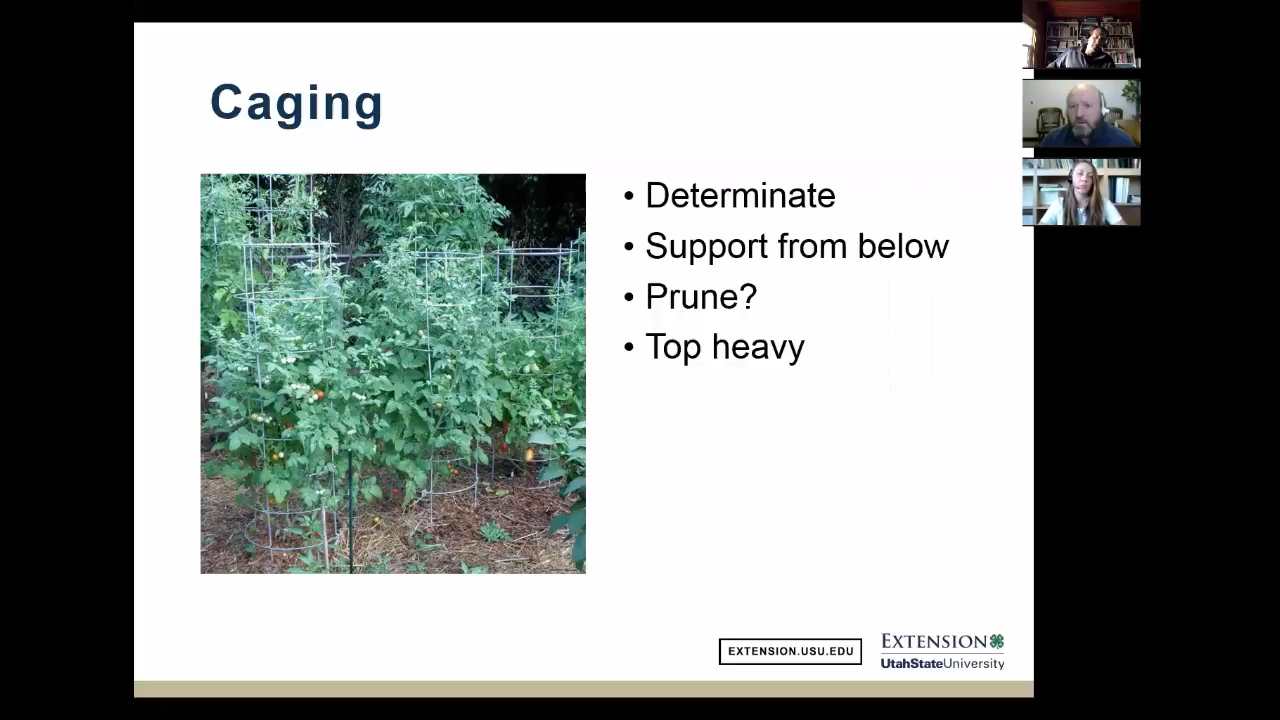 Caging
• Determinate
• Support from below
• Prune?
• Top heavy
EXTENSION.USU.EDU
EXTENSION
UtahStateUniversity